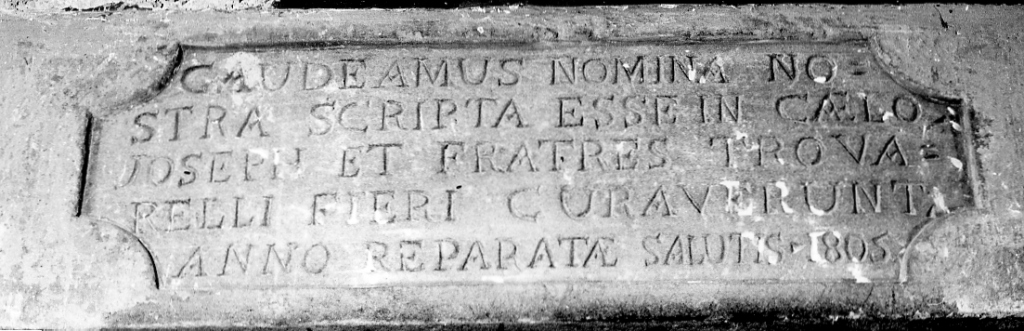 GAUDEAMUS NOMINA NO-
STRA SCRIPTA ESSE IN CÆLO
JOSEPH ET FRATRES TROVA-
RELLI FIERI CURAVERUNT
ANNO REPARATÆ SALUTIS 1805